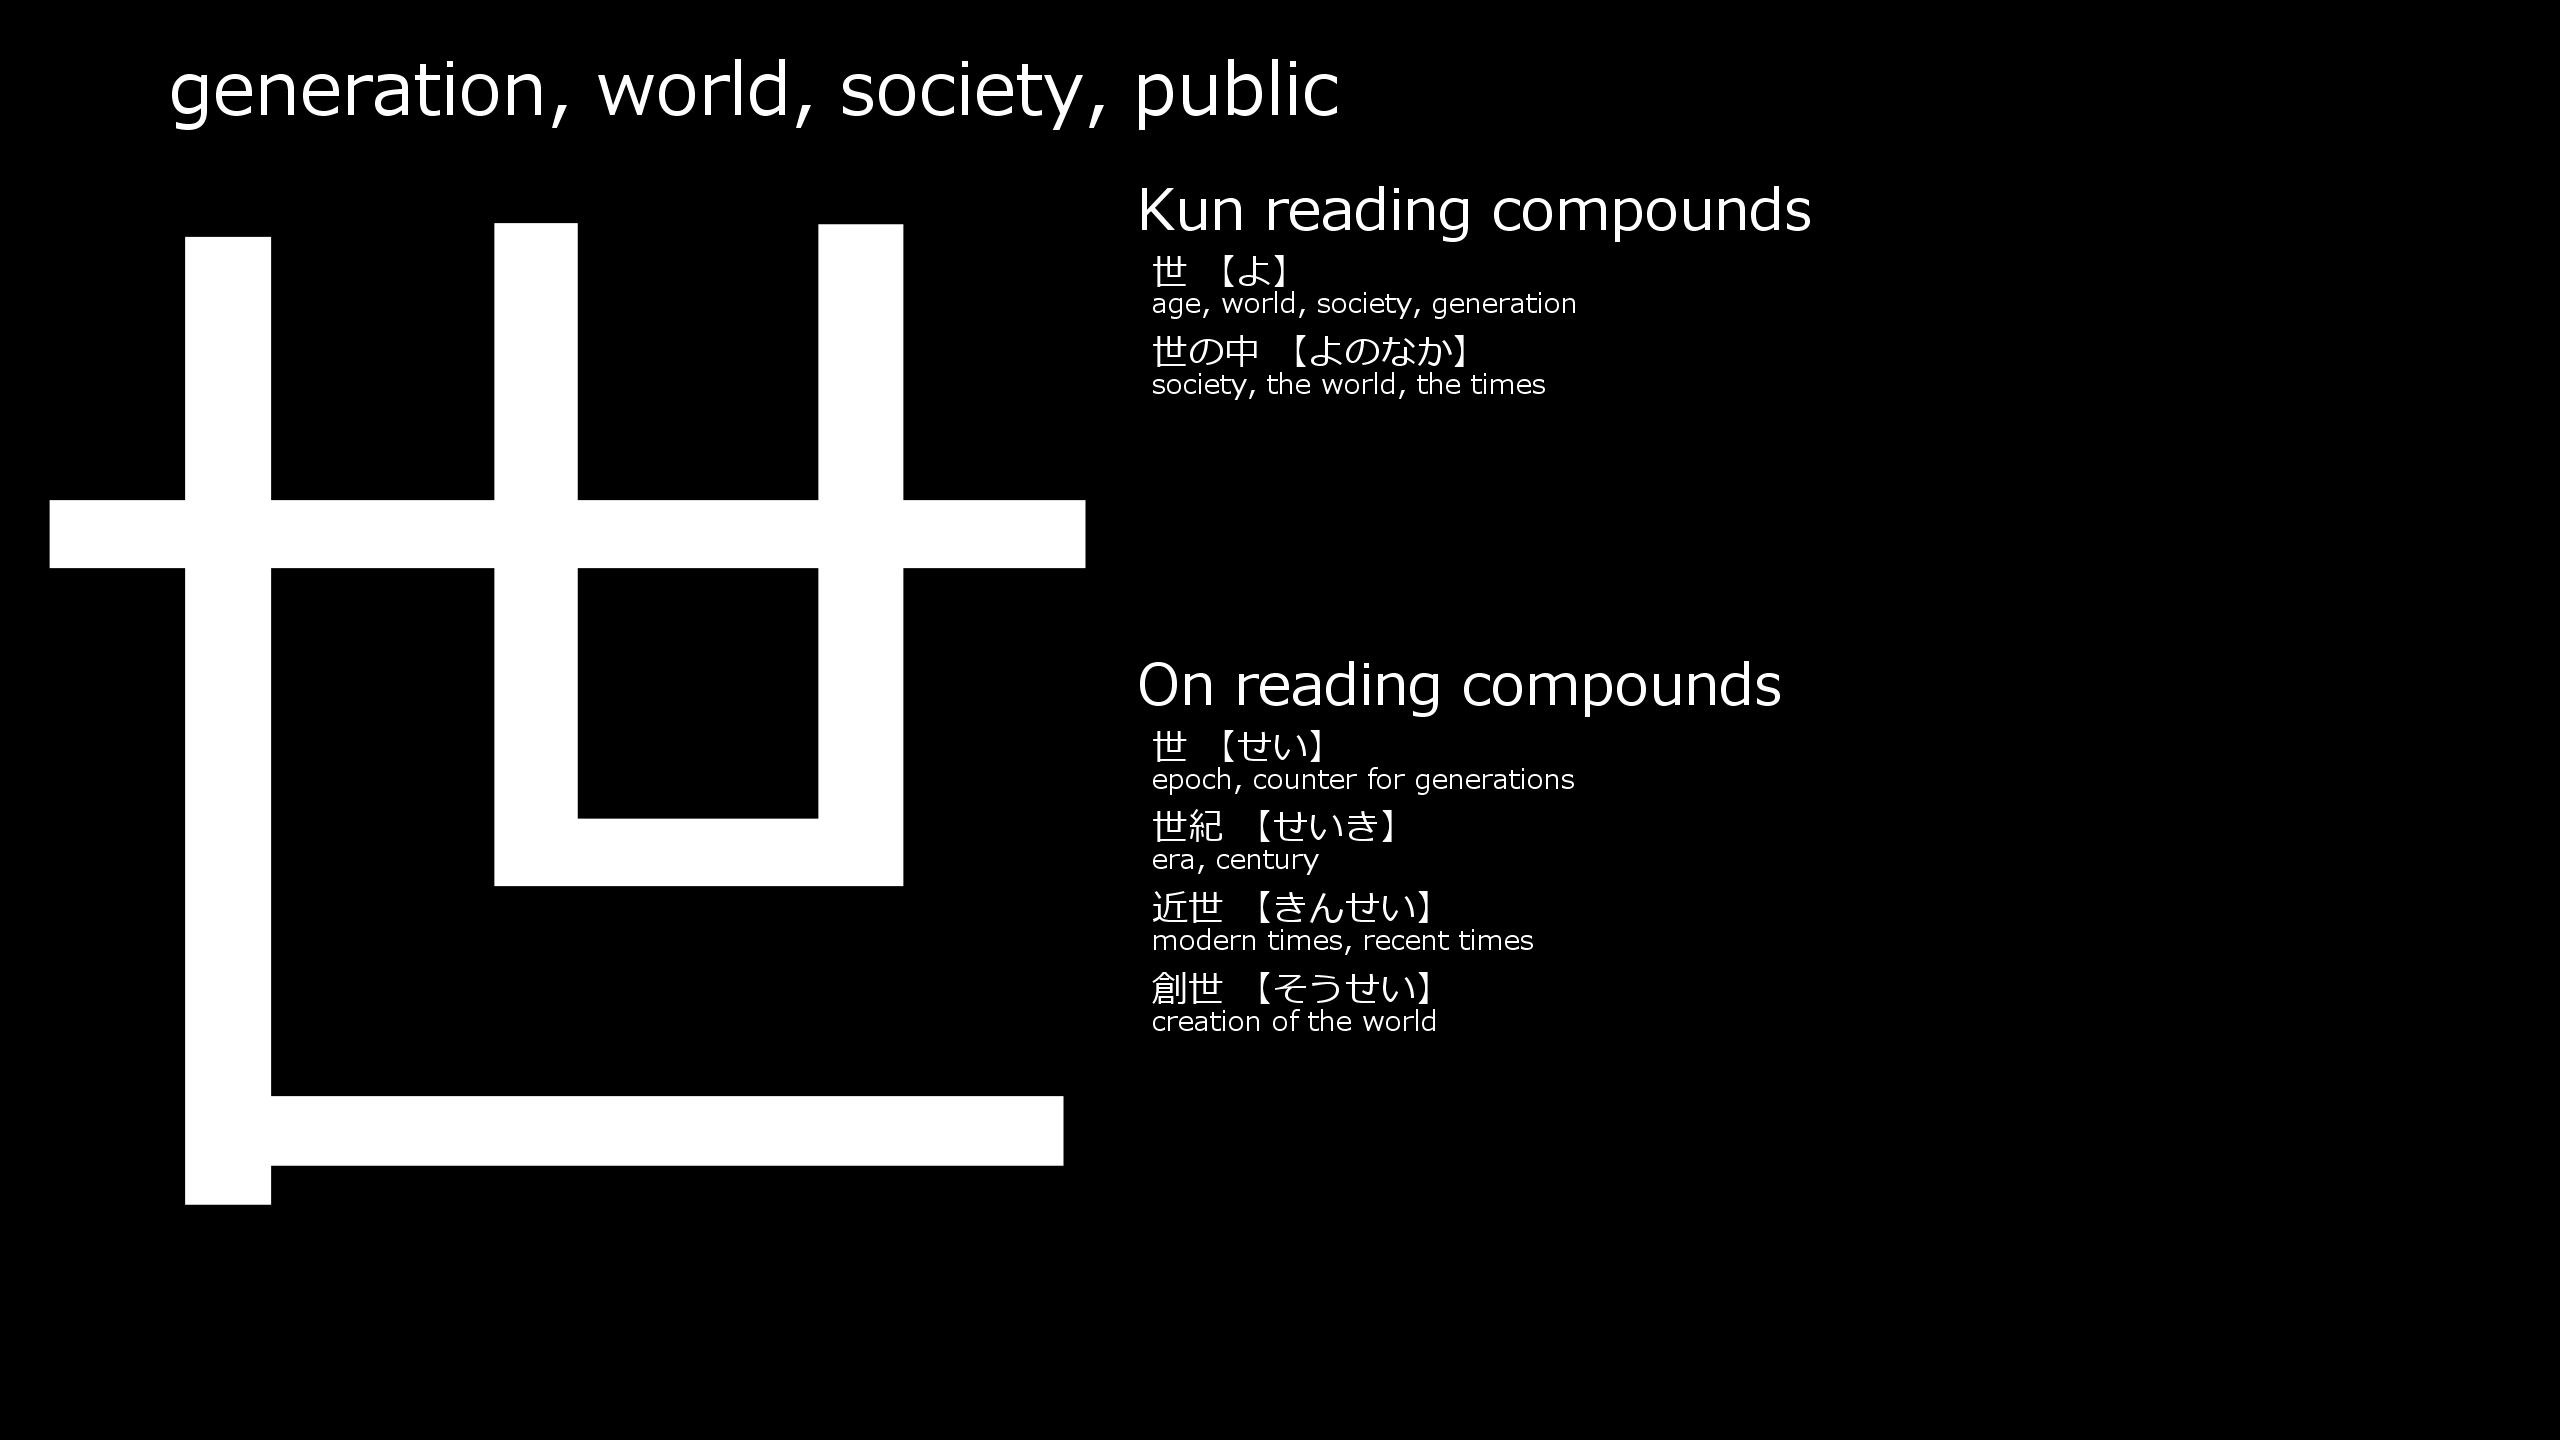 generation, world, society, public
世
Kun reading compounds
世 【よ】
age, world, society, generation
世の中 【よのなか】
society, the world, the times
On reading compounds
世 【せい】
epoch, counter for generations
世紀 【せいき】
era, century
近世 【きんせい】
modern times, recent times
創世 【そうせい】
creation of the world